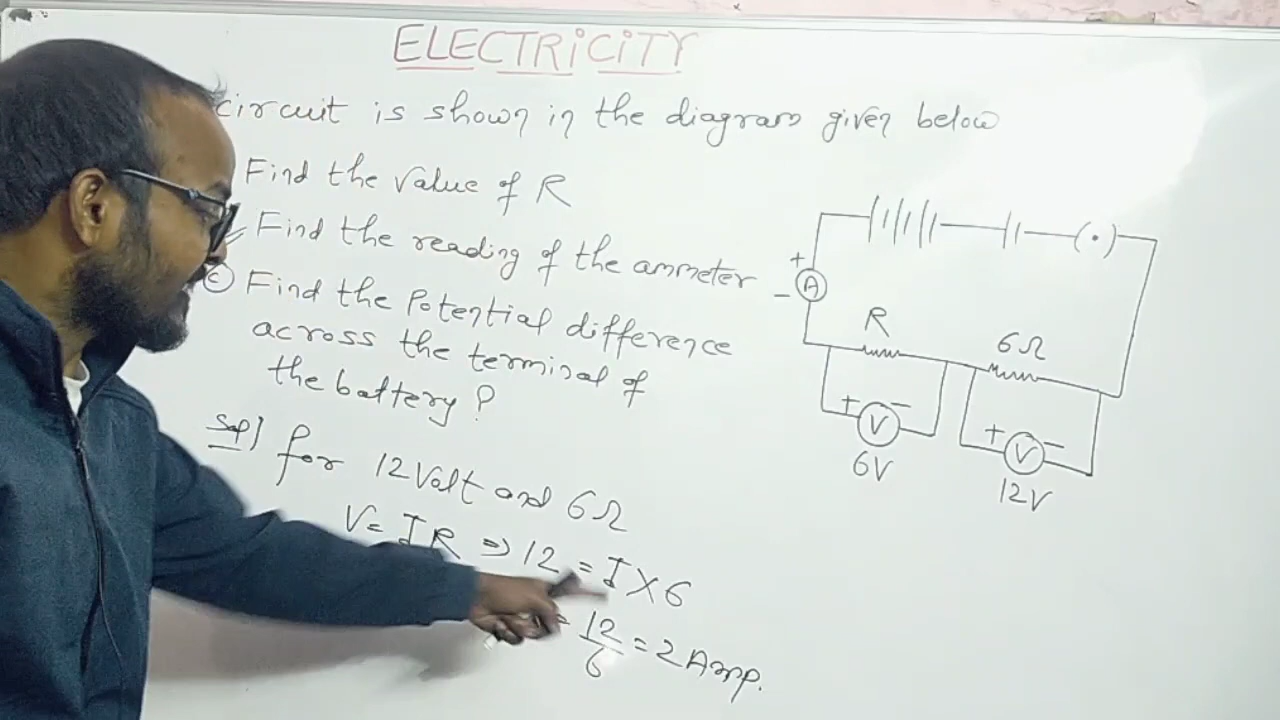 ELECTRICITY
circuit is shown in the diagram given below
Find the value of R
Find the reading of the ammeter
(C) Find the Potential difference
across the terminal of
the battery ?
for 12 Volt and 6Ω
V = IR ⇒ 12 = I X 6
= 12/6 = 2 Amp.
+
A
−
R
6Ω
+ V −
6V
+ V −
12V